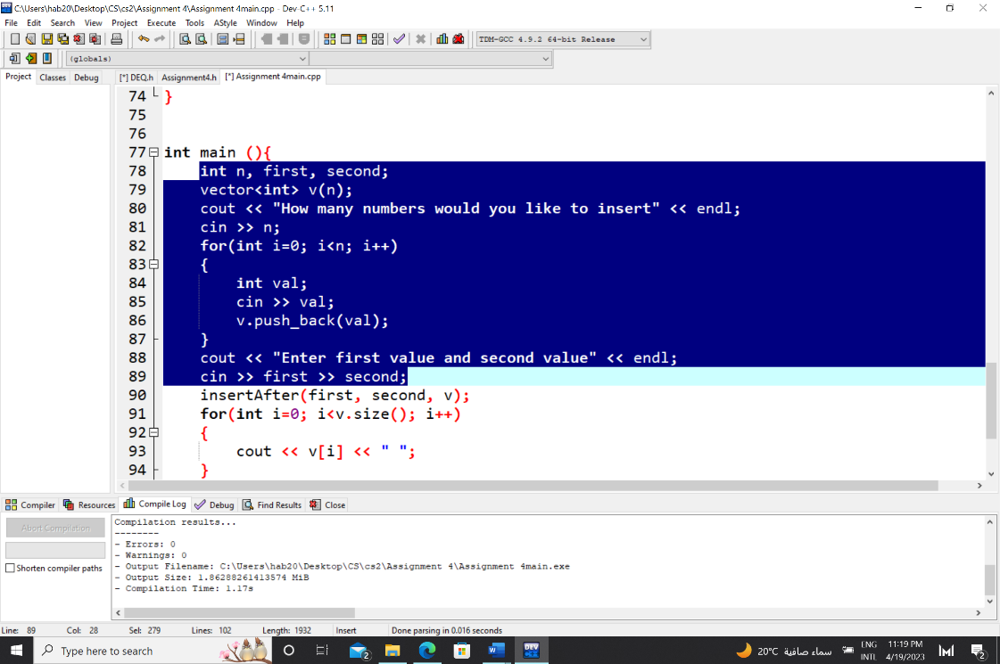 C:\Users\hab20\Desktop\CS\cs2\Assignment 4\Assignment 4main.cpp - Dev-C++ 5.11
File Edit Search View Project Execute Tools AStyle Window Help
TDM-GCC 4.9.2 64-bit Release
(globals)
Project Classes Debug [*] DEQ.h Assignment4.h [*] Assignment 4main.cpp
74 }
75
76
77 int main (){
78 int n, first, second;
79 vector<int> v(n);
80 cout << "How many numbers would you like to insert" << endl;
81 cin >> n;
82 for(int i=0; i<n; i++)
83 {
84 int val;
85 cin >> val;
86 v.push_back(val);
87 }
88 cout << "Enter first value and second value" << endl;
89 cin >> first >> second;
90 insertAfter(first, second, v);
91 for(int i=0; i<v.size(); i++)
92 {
93 cout << v[i] << " ";
94 }
Compiler Resources Compile Log Debug Find Results Close
Abort Compilation
Shorten compiler paths
Compilation results...
--------
- Errors: 0
- Warnings: 0
- Output Filename: C:\Users\hab20\Desktop\CS\cs2\Assignment 4\Assignment 4main.exe
- Output Size: 1.86288261413574 MiB
- Compilation Time: 1.17s
Line: 89 Col: 28 Sel: 279 Lines: 102 Length: 1932 Insert Done parsing in 0.016 seconds
Type here to search
2
W
DEV
20°C سماء صافية
ENG
INTL
11:19 PM
4/19/2023
2